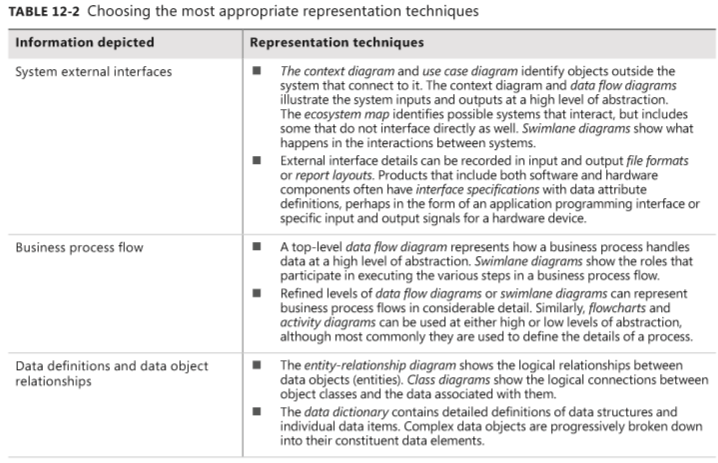 TABLE 12-2 Choosing the most appropriate representation techniques
Information depicted
Representation techniques
System external interfaces
■ The context diagram and use case diagram identify objects outside the
system that connect to it. The context diagram and data flow diagrams
illustrate the system inputs and outputs at a high level of abstraction.
The ecosystem map identifies possible systems that interact, but includes
some that do not interface directly as well. Swimlane diagrams show what
happens in the interactions between systems.
■ External interface details can be recorded in input and output file formats
or report layouts. Products that include both software and hardware
components often have interface specifications with data attribute
definitions, perhaps in the form of an application programming interface or
specific input and output signals for a hardware device.
Business process flow
■ A top-level data flow diagram represents how a business process handles
data at a high level of abstraction. Swimlane diagrams show the roles that
participate in executing the various steps in a business process flow.
■ Refined levels of data flow diagrams or swimlane diagrams can represent
business process flows in considerable detail. Similarly, flowcharts and
activity diagrams can be used at either high or low levels of abstraction,
although most commonly they are used to define the details of a process.
Data definitions and data object
relationships
■ The entity-relationship diagram shows the logical relationships between
data objects (entities). Class diagrams show the logical connections between
object classes and the data associated with them.
■ The data dictionary contains detailed definitions of data structures and
individual data items. Complex data objects are progressively broken down
into their constituent data elements.